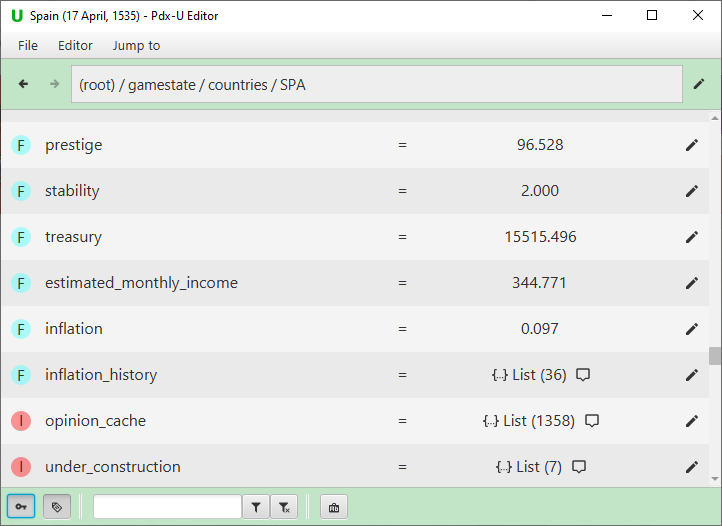 U Spain (17 April, 1535) - Pdx-U Editor
File Editor Jump to
(root) / gamestate / countries / SPA
F prestige = 96.528
F stability = 2.000
F treasury = 15515.496
F estimated_monthly_income = 344.771
F inflation = 0.097
F inflation_history = {..} List (36)
I opinion_cache = {..} List (1358)
I under_construction = {..} List (7)